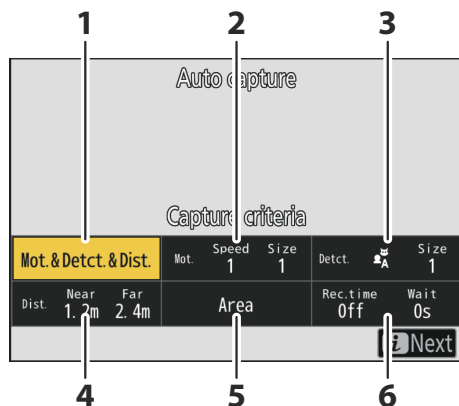 1 2 3
Auto capture
Capture criteria
Mot. & Detct. & Dist. Mot. Speed 1 Size 1 Detct. A Size 1
Dist. Near 1. 2m Far 2. 4m Area Rec. time Off Wait 0s
i Next
4 5 6